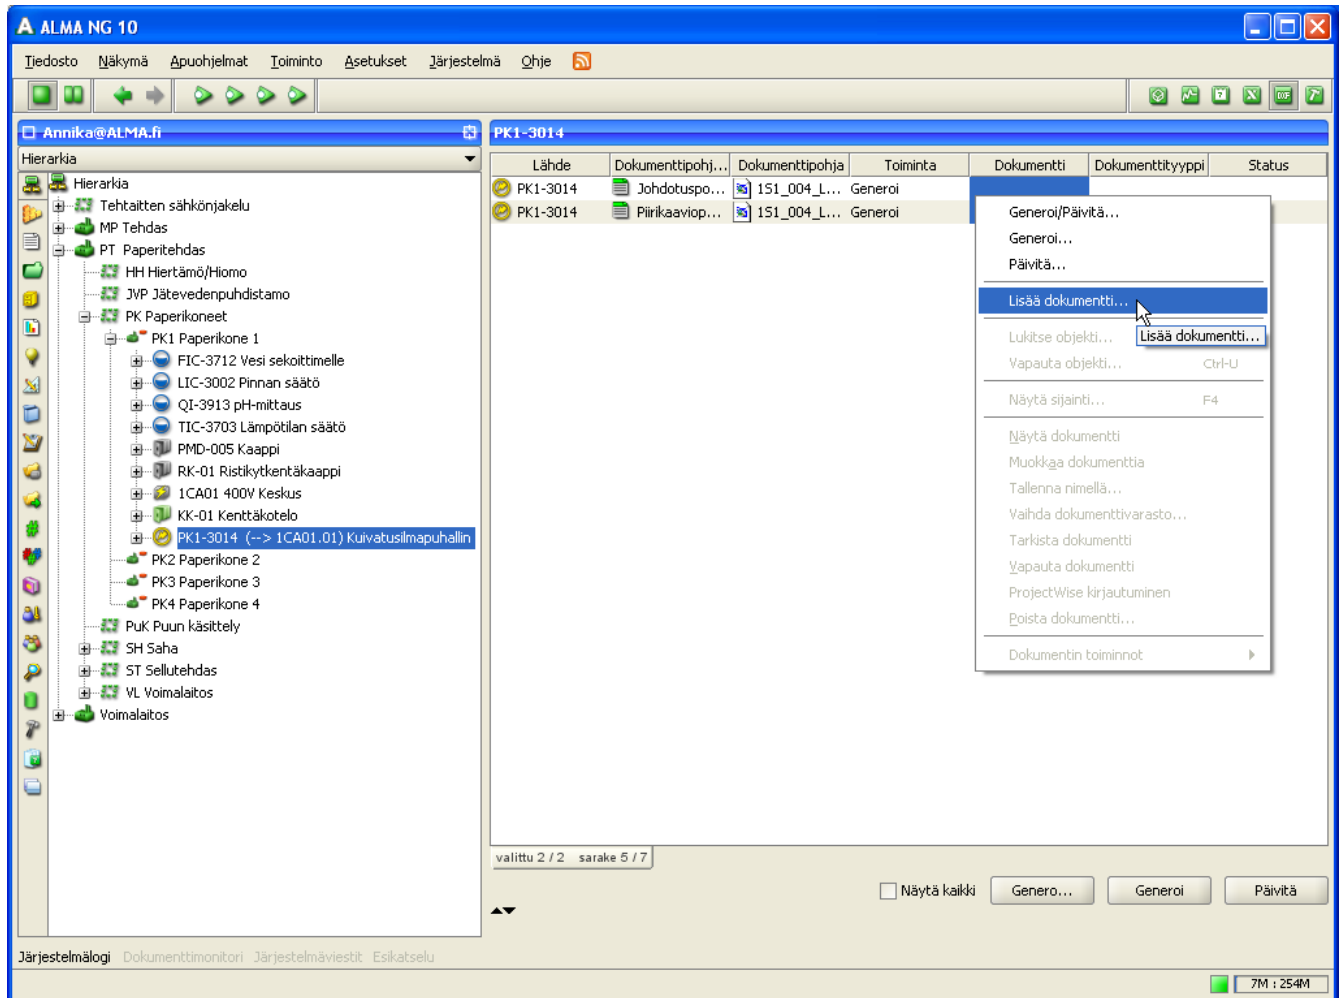 ALMA NG 10
Tiedosto Näkymä Apuohjelmat Toiminto Asetukset Järjestelmä Ohje
Annika@ALMA.fi
Hierarkia
Hierarkia
Tehtaitten sähkönjakelu
MP Tehdas
PT Paperitehdas
HH Hiertämö/Hiomo
JVP Jätevedenpuhdistamo
PK Paperikoneet
PK1 Paperikone 1
FIC-3712 Vesi sekoittimelle
LIC-3002 Pinnan säätö
QI-3913 pH-mittaus
TIC-3703 Lämpötilan säätö
PMD-005 Kaappi
RK-01 Ristikytkentäkaappi
1CA01 400V Keskus
KK-01 Kenttäkotelo
PK1-3014 (--> 1CA01.01) Kuivatusilmapuhallin
PK2 Paperikone 2
PK3 Paperikone 3
PK4 Paperikone 4
PuK Puun käsittely
SH Saha
ST Sellutehdas
VL Voimalaitos
Voimalaitos
PK1-3014
Lähde Dokumenttipohj... Dokumenttipohja Toiminta Dokumentti Dokumenttityyppi Status
PK1-3014 Johdotuspo... 1S1_004_L... Generoi
PK1-3014 Piirikaaviop... 1S1_004_L... Generoi
Generoi/Päivitä...
Generoi...
Päivitä...
Lisää dokumentti...
Lukitse objekti...
Lisää dokumentti...
Vapauta objekti... Ctrl-U
Näytä sijainti... F4
Näytä dokumentti
Muokkaa dokumenttia
Tallenna nimellä...
Vaihda dokumenttivarasto...
Tarkista dokumentti
Vapauta dokumentti
ProjectWise kirjautuminen
Poista dokumentti...
Dokumentin toiminnot
valittu 2 / 2 sarake 5 / 7
Näytä kaikki Genero... Generoi Päivitä
Järjestelmälogi Dokumenttimonitori Järjestelmäviestit Esikatselu
7M : 254M